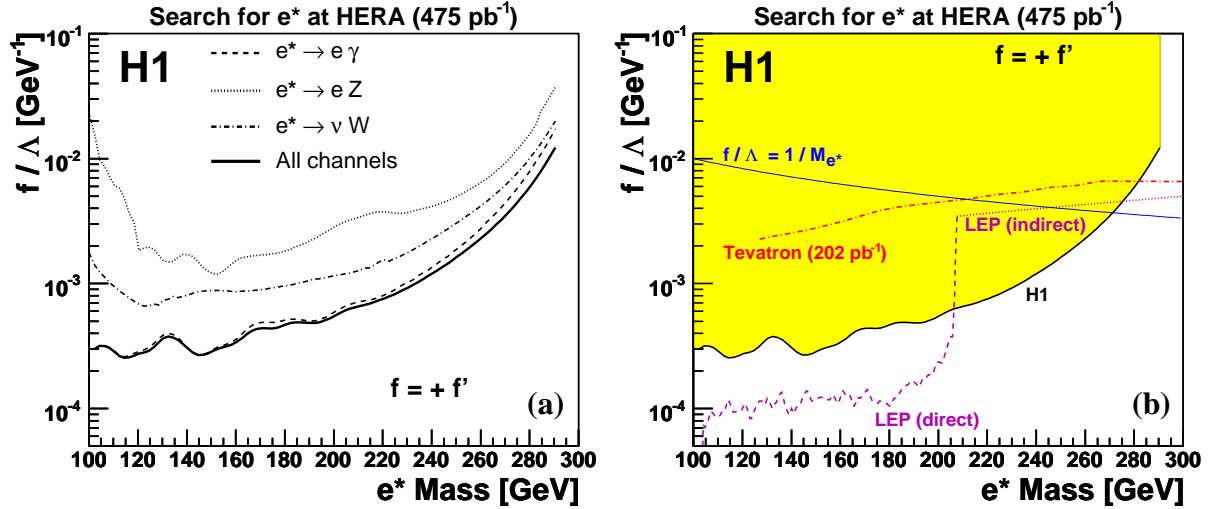 Search for e* at HERA (475 pb⁻¹)
H1
e* → e γ
e* → e Z
e* → ν W
All channels
f = + f’
(a)
f / Λ [GeV⁻¹]
10⁻¹
10⁻²
10⁻³
10⁻⁴
100 120 140 160 180 200 220 240 260 280 300
e* Mass [GeV]
Search for e* at HERA (475 pb⁻¹)
H1
f = + f’
f / Λ = 1 / Mₑ*
Tevatron (202 pb⁻¹)
LEP (indirect)
H1
LEP (direct)
(b)
f / Λ [GeV⁻¹]
10⁻¹
10⁻²
10⁻³
10⁻⁴
100 120 140 160 180 200 220 240 260 280 300
e* Mass [GeV]